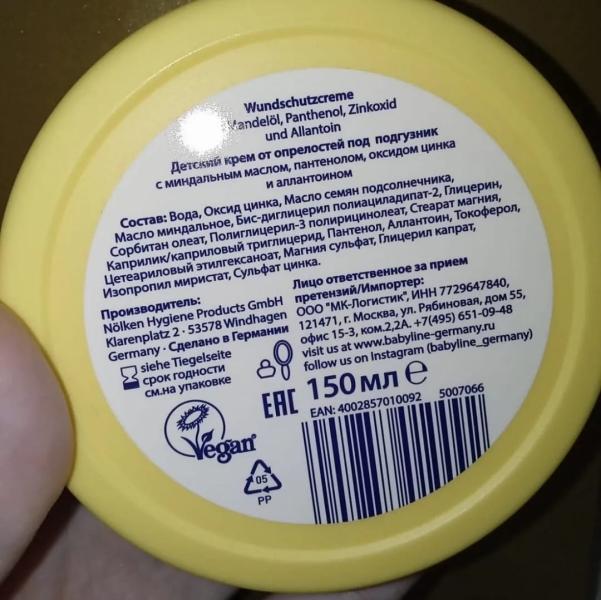 Wundschutzcreme
Mandelöl, Panthenol, Zinkoxid
und Allantoin
Детский крем от опрелостей под подгузник
с миндальным маслом, пантенолом, оксидом цинка
и аллантоином
Состав: Вода, Оксид цинка, Масло семян подсолнечника,
Масло миндальное, Бис-диглицерил полиациладипат-2, Глицерин,
Сорбитан олеат, Полиглицерил-3 полирицинолеат, Стеарат магния,
Каприлик/каприловый триглицерид, Пантенол, Аллантоин, Токоферол,
Цетеариловый этилгексаноат, Магния сульфат, Глицерил капрат,
Изопропил миристат, Сульфат цинка.
Производитель:
Nölken Hygiene Products GmbH
Klarenplatz 2 · 53578 Windhagen
Germany · Сделано в Германии
siehe Tiegelseite
срок годности
см.на упаковке
Лицо ответственное за прием
претензий/Импортер:
ООО "МК-Логистик", ИНН 7729647840,
121471, г. Москва, ул. Рябиновая, дом 55,
офис 15-3, ком.2,2А. +7(495) 651-09-48
visit us at www.babyline-germany.ru
follow us on Instagram (babyline_germany)
EAC 150 мл e
EAN: 4002857010092 5007066
Vegan
05
PP